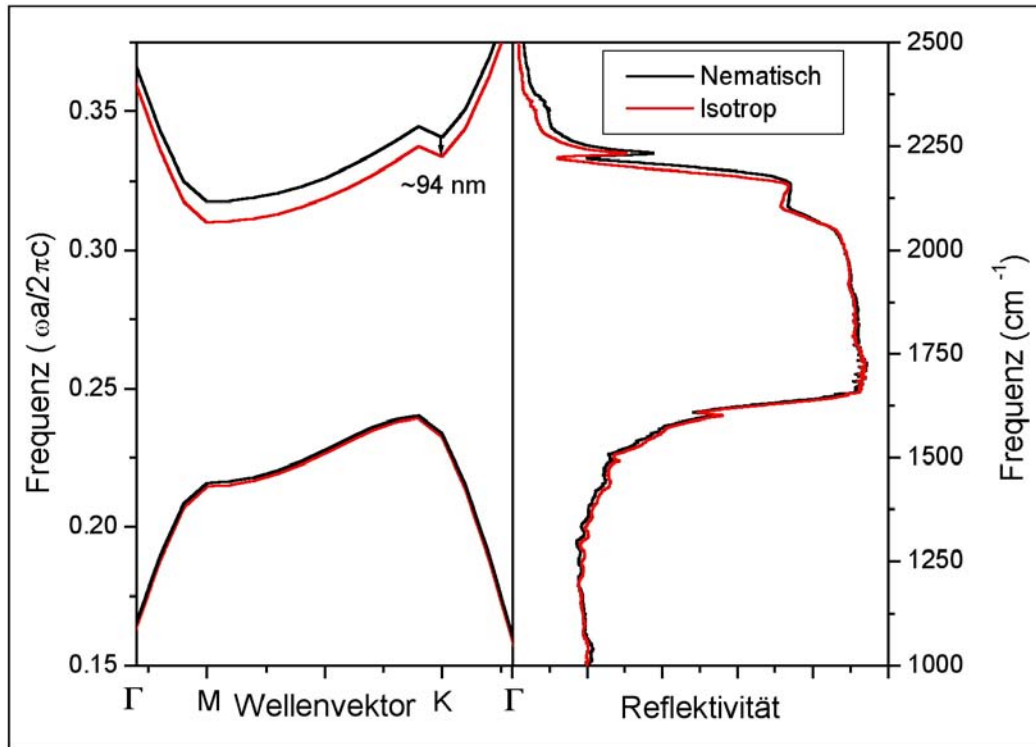 Nematisch
Isotrop
~94 nm
Frequenz ( ωa/2πc)
0.35
0.30
0.25
0.20
0.15
Γ
M
Wellenvektor
K
Γ
Reflektivität
2500
2250
2000
1750
1500
1250
1000
Frequenz (cm⁻¹)